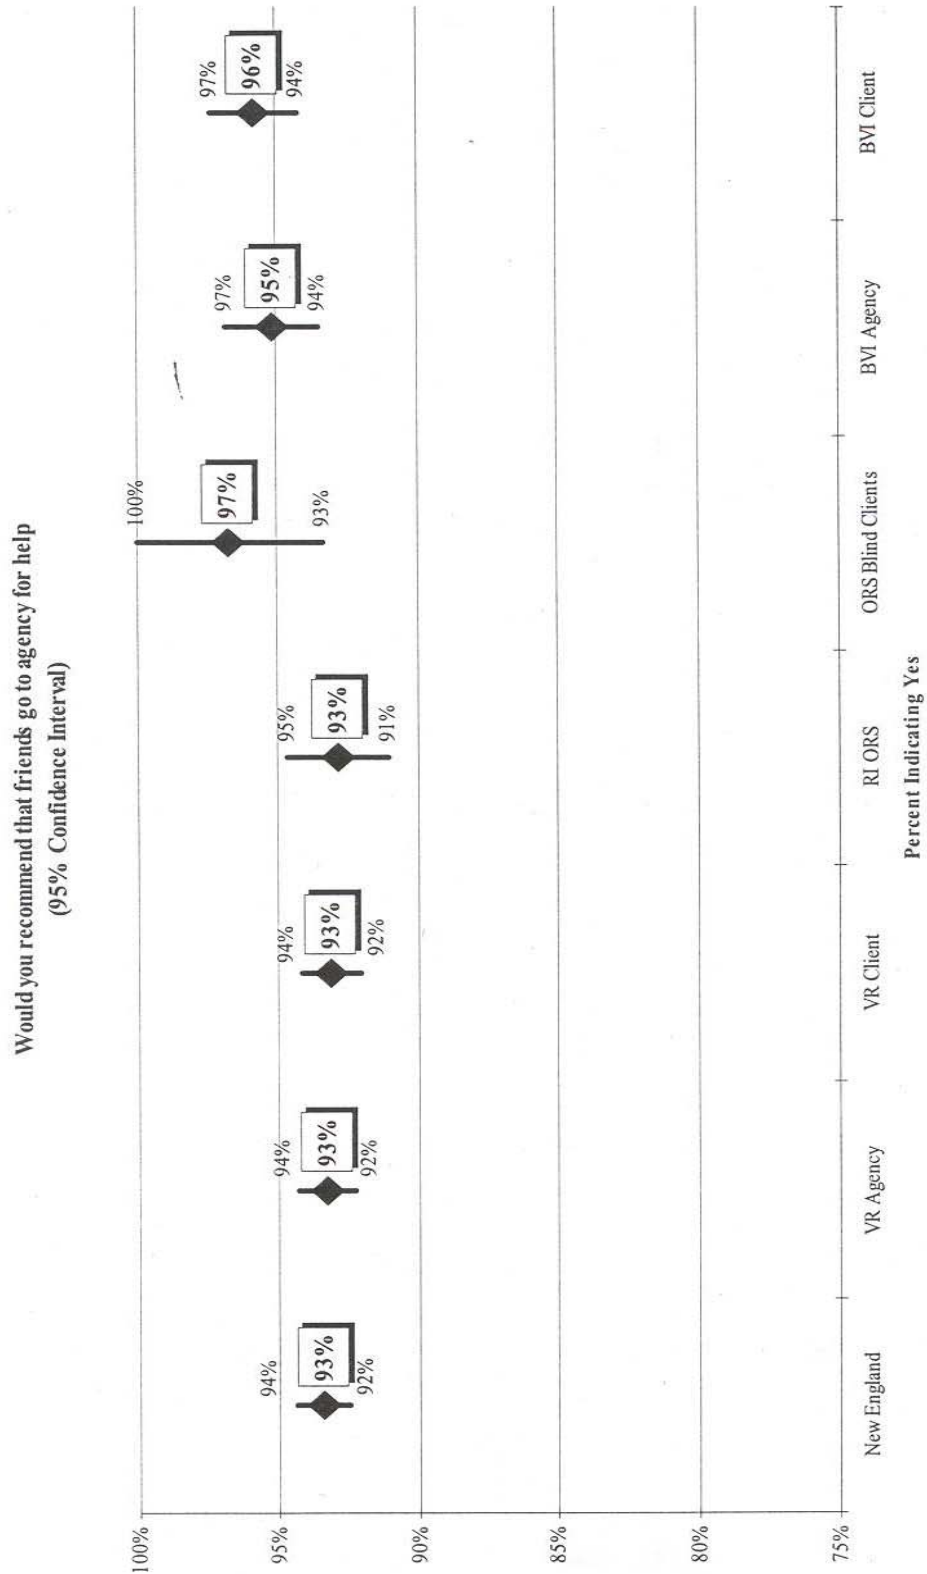 Would you recommend that friends go to agency for help
(95% Confidence Interval)
100%
95%
90%
85%
80%
75%
94%
93%
92%
94%
93%
92%
94%
93%
92%
95%
93%
91%
100%
97%
93%
97%
95%
94%
97%
96%
94%
New England
VR Agency
VR Client
RI ORS
ORS Blind Clients
BVI Agency
BVI Client
Percent Indicating Yes